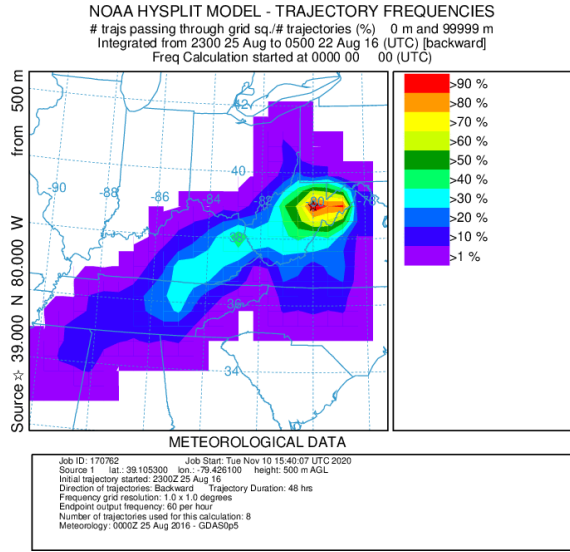 NOAA HYSPLIT MODEL - TRAJECTORY FREQUENCIES
# trajs passing through grid sq./# trajectories (%) 0 m and 99999 m
Integrated from 2300 25 Aug to 0500 22 Aug 16 (UTC) [backward]
Freq Calculation started at 0000 00 00 (UTC)
Source ☆ 39.000 N 80.000 W from 500 m
42
40
-90
-88
-86
-84
-82
-80
-78
38
36
34
>90 %
>80 %
>70 %
>60 %
>50 %
>40 %
>30 %
>20 %
>10 %
>1 %
METEOROLOGICAL DATA
Job ID: 170762 Job Start: Tue Nov 10 15:40:07 UTC 2020
Source 1 lat.: 39.105300 lon.: -79.426100 height: 500 m AGL
Initial trajectory started: 2300Z 25 Aug 16
Direction of trajectories: Backward Trajectory Duration: 48 hrs
Frequency grid resolution: 1.0 x 1.0 degrees
Endpoint output frequency: 60 per hour
Number of trajectories used for this calculation: 8
Meteorology: 0000Z 25 Aug 2016 - GDAS0p5